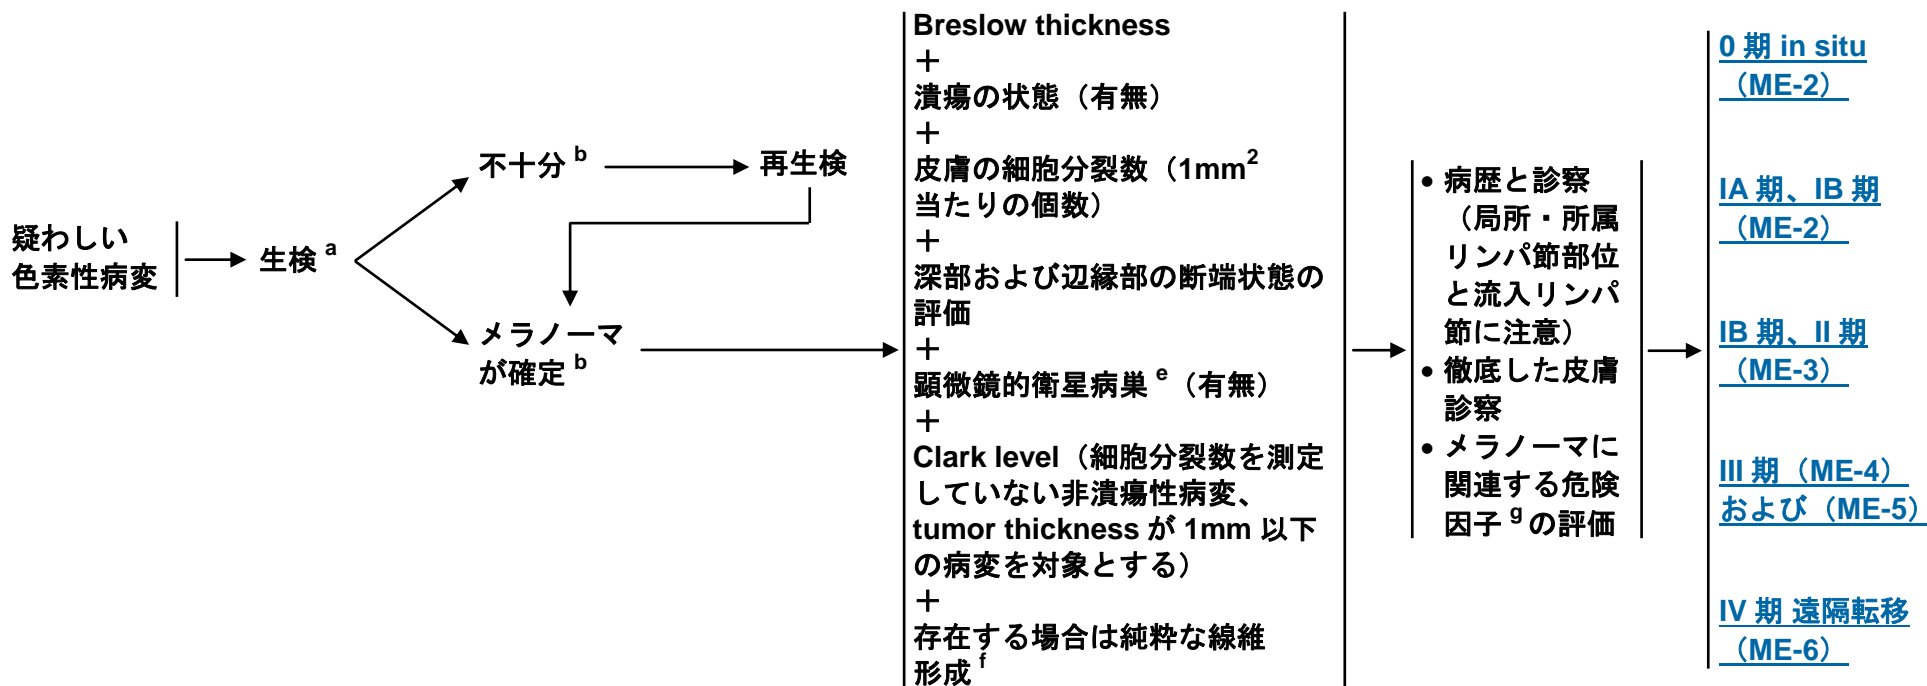 疑わしい
色素性病変
生検 a
不十分 b
再生検
メラノーマ
が確定 b
Breslow thickness
＋
潰瘍の状態（有無）
＋
皮膚の細胞分裂数（1mm2
当たりの個数）
＋
深部および辺縁部の断端状態の
評価
＋
顕微鏡的衛星病巣 e（有無）
＋
Clark level（細胞分裂数を測定
していない非潰瘍性病変、
tumor thickness が 1mm 以下
の病変を対象とする）
＋
存在する場合は純粋な線維
形成 f
• 病歴と診察
（局所・所属
リンパ節部位
と流入リンパ
節に注意）
• 徹底した皮膚
診察
• メラノーマに
関連する危険
因子 g の評価
0 期 in situ
（ME-2）
IA 期、IB 期
（ME-2）
IB 期、II 期
（ME-3）
III 期（ME-4）
および（ME-5）
IV 期 遠隔転移
（ME-6）